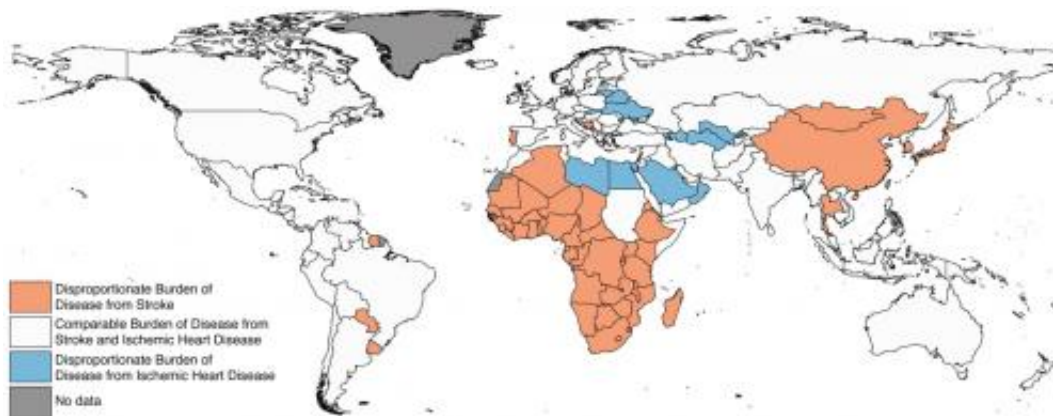 Disproportionate Burden of
Disease from Stroke
Comparable Burden of Disease from
Stroke and Ischemic Heart Disease
Disproportionate Burden of
Disease from Ischemic Heart Disease
No data